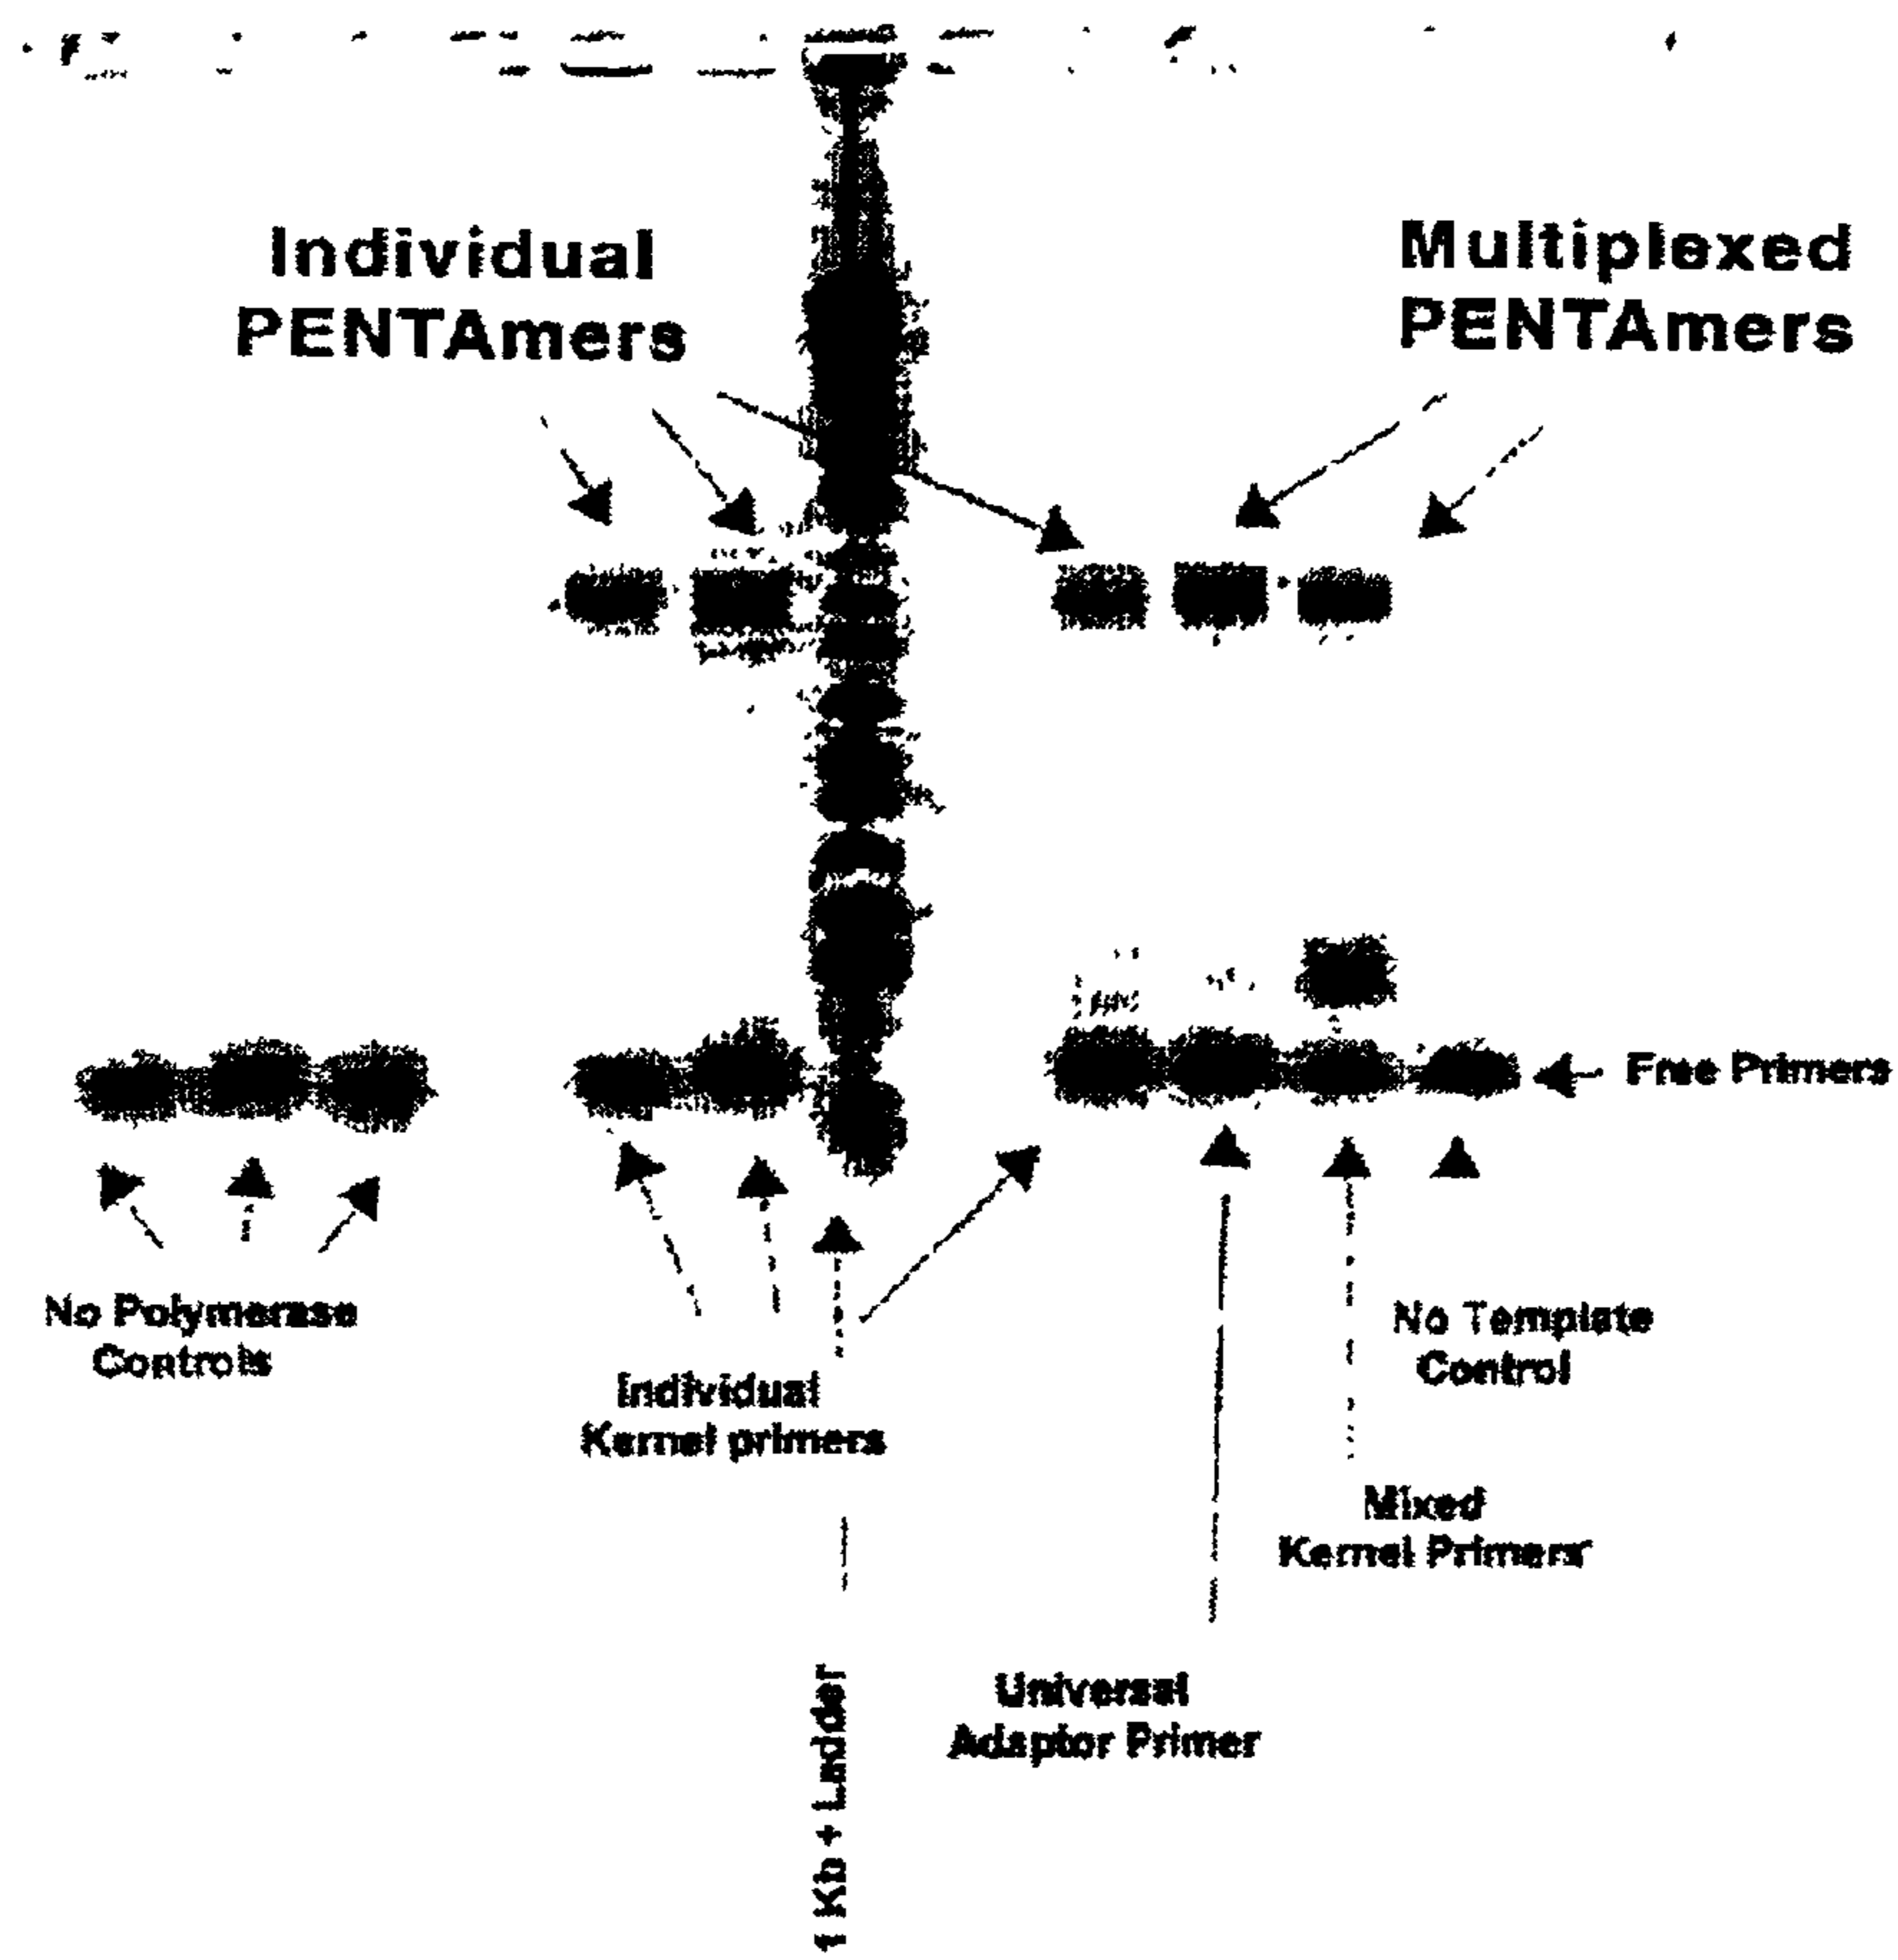 Individual
PENTAmers
Multiplexed
PENTAmers
Free Primers
No Polymerase
Controls
Individual
Kernel primers
No Template
Control
Mixed
Kernel Primers
Universal
Adaptor Primer
1 Kb + Ladder